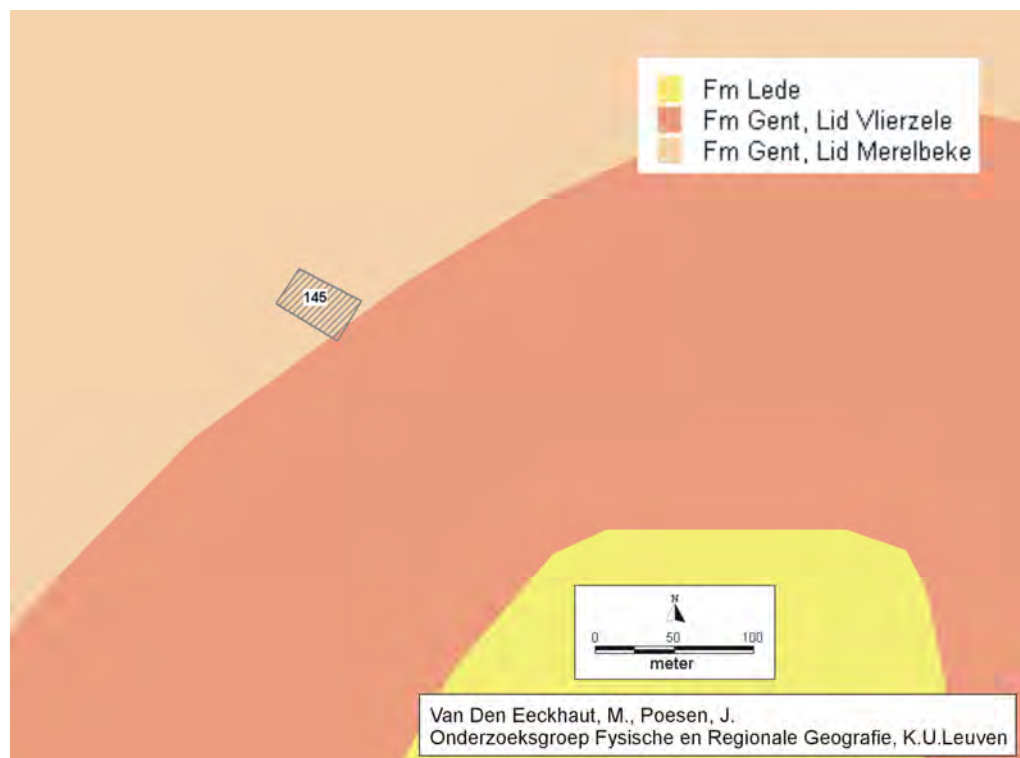 Fm Lede
Fm Gent, Lid Vlierzele
Fm Gent, Lid Merelbeke
145
N
0 50 100
meter
Van Den Eeckhaut, M., Poesen, J.
Onderzoeksgroep Fysische en Regionale Geografie, K.U.Leuven